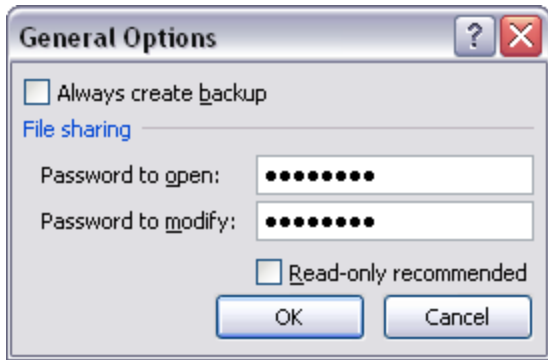 General Options
Always create backup
File sharing
Password to open: ●●●●●●●●
Password to modify: ●●●●●●●●
Read-only recommended
OK Cancel